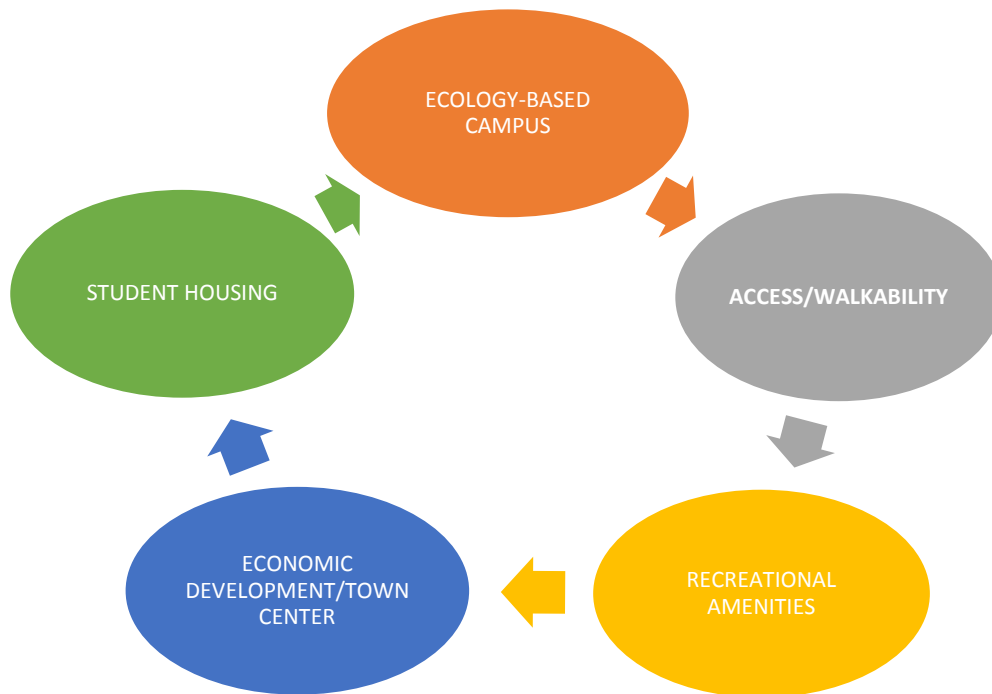 ECOLOGY-BASED
CAMPUS
STUDENT HOUSING
ACCESS/WALKABILITY
ECONOMIC
DEVELOPMENT/TOWN
CENTER
RECREATIONAL
AMENITIES